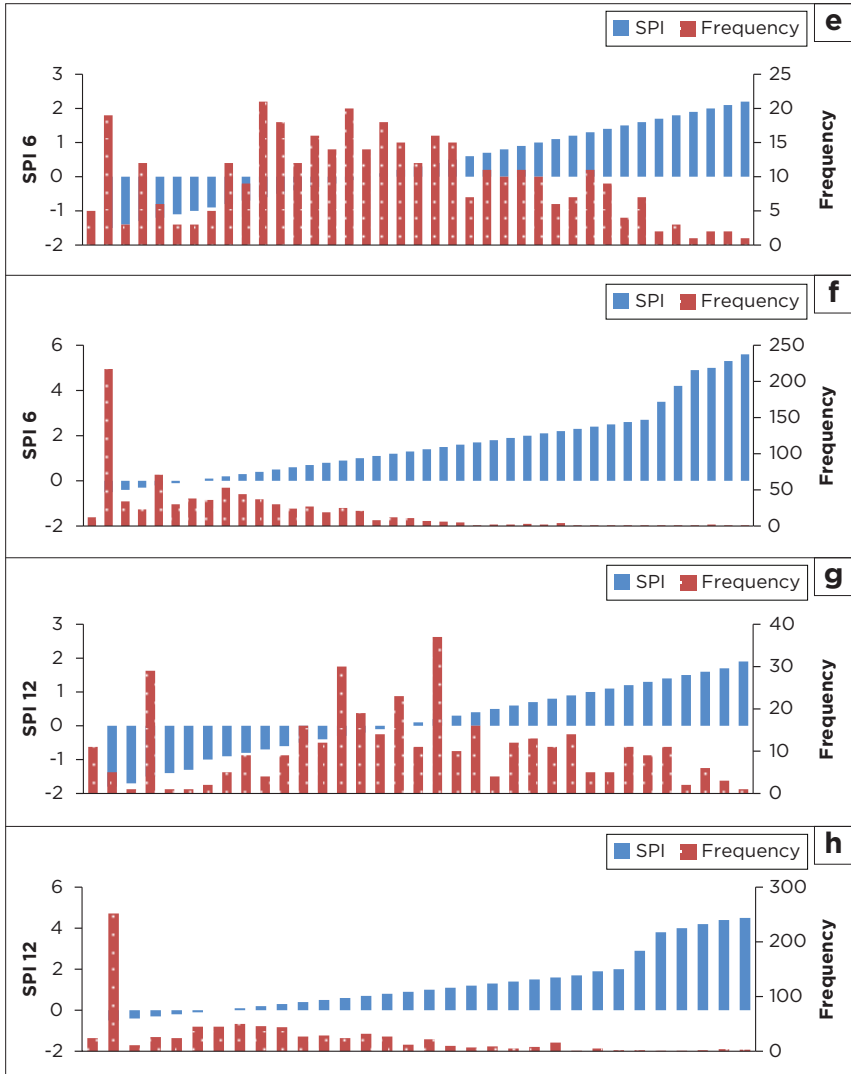 SPI Frequency e
3 25
2 20
1 15
0 10
-1 5
-2 0
SPI 6
Frequency
SPI Frequency f
6 250
4 200
2 150
0 100
-2 50
0
SPI 6
Frequency
SPI Frequency g
3 40
2 30
1 20
0 10
-1 0
-2
SPI 12
Frequency
SPI Frequency h
6 300
4 200
2 100
0 0
-2
SPI 12
Frequency